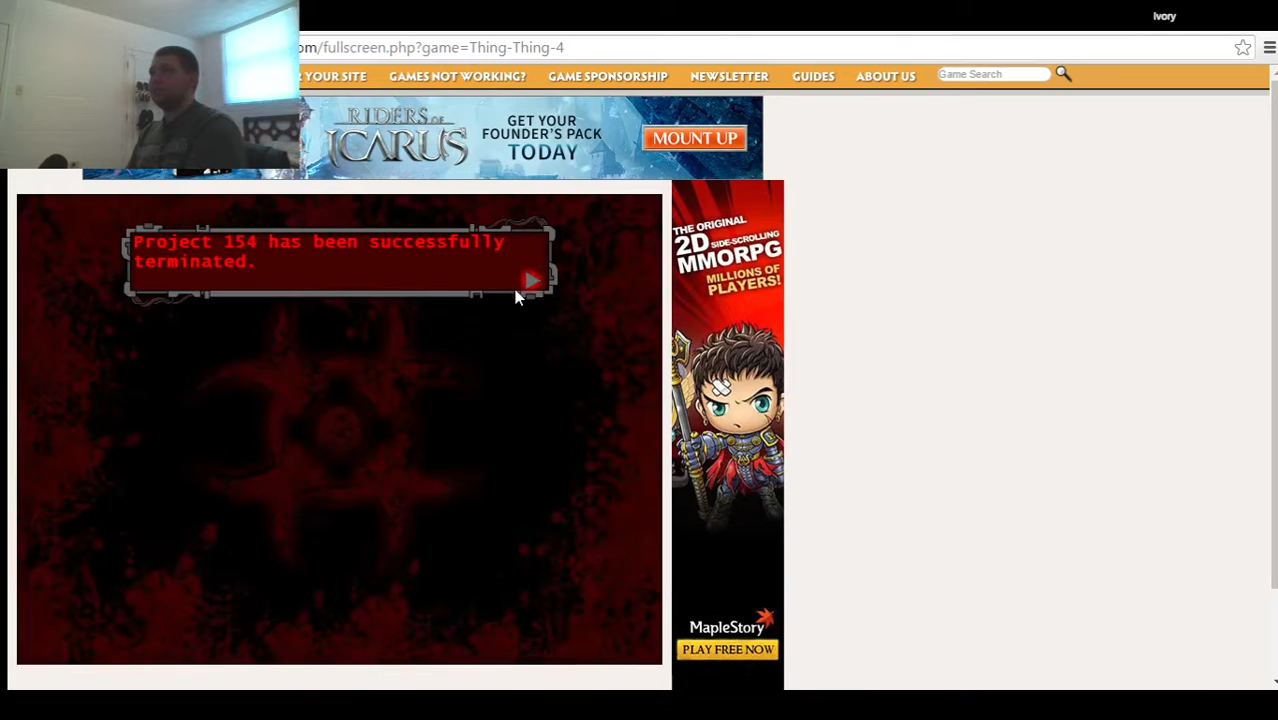 Ivory
om/fullscreen.php?game=Thing-Thing-4
R YOUR SITE GAMES NOT WORKING? GAME SPONSORSHIP NEWSLETTER GUIDES ABOUT US Game Search
RIDERS OF
ICARUS
GET YOUR
FOUNDER'S PACK
TODAY
MOUNT UP
Project 154 has been successfully
terminated.
THE ORIGINAL
2D SIDE-SCROLLING
MMORPG
MILLIONS OF
PLAYERS!
MapleStory
PLAY FREE NOW